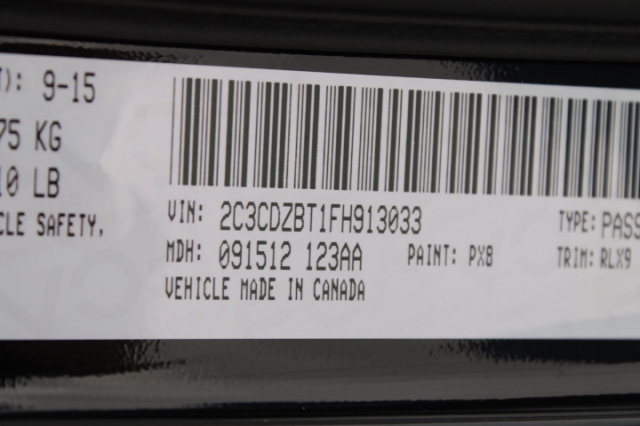 T): 9-15
75 KG
10 LB
CLE SAFETY,
VIN: 2C3CDZBT1FH913033
TYPE: PASS
MDH: 091512 123AA
PAINT: PX8
TRIM: RLX9
VEHICLE MADE IN CANADA